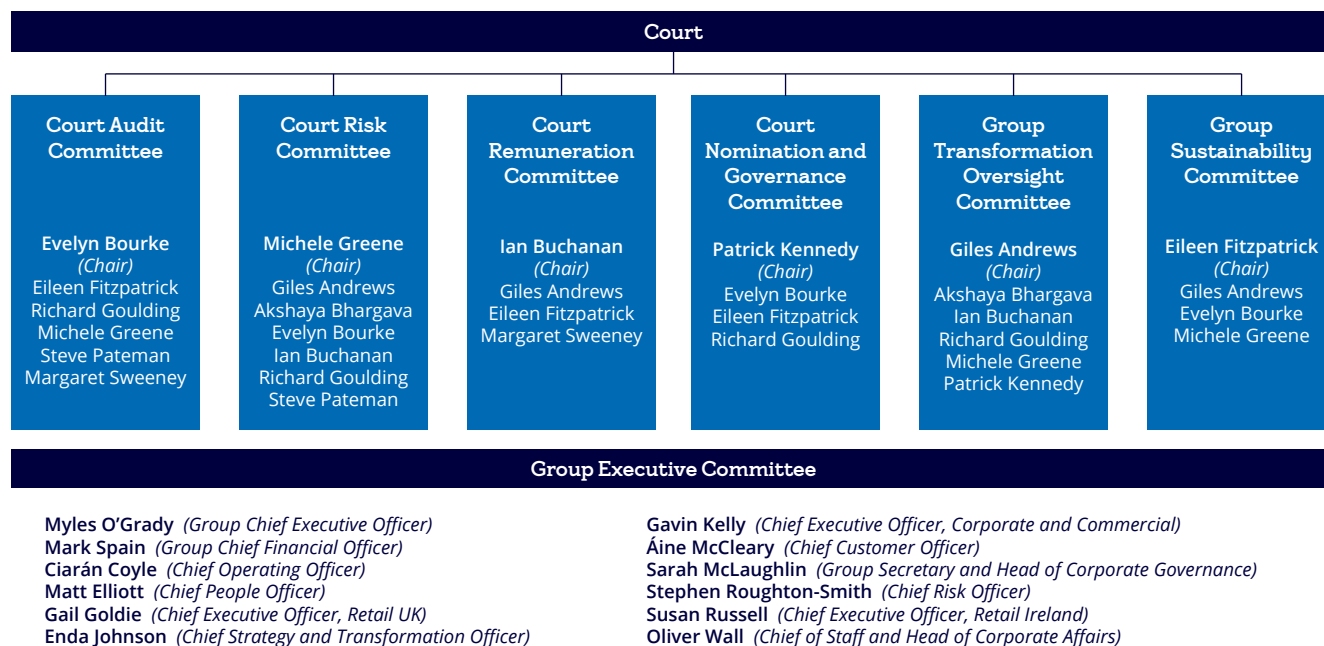 Court
Court Audit
Committee
Evelyn Bourke
(Chair)
Eileen Fitzpatrick
Richard Goulding
Michele Greene
Steve Pateman
Margaret Sweeney
Court Risk
Committee
Michele Greene
(Chair)
Giles Andrews
Akshaya Bhargava
Evelyn Bourke
Ian Buchanan
Richard Goulding
Steve Pateman
Court
Remuneration
Committee
Ian Buchanan
(Chair)
Giles Andrews
Eileen Fitzpatrick
Margaret Sweeney
Court
Nomination and
Governance
Committee
Patrick Kennedy
(Chair)
Evelyn Bourke
Eileen Fitzpatrick
Richard Goulding
Group
Transformation
Oversight
Committee
Giles Andrews
(Chair)
Akshaya Bhargava
Ian Buchanan
Richard Goulding
Michele Greene
Patrick Kennedy
Group
Sustainability
Committee
Eileen Fitzpatrick
(Chair)
Giles Andrews
Evelyn Bourke
Michele Greene
Group Executive Committee
Myles O’Grady (Group Chief Executive Officer)
Mark Spain (Group Chief Financial Officer)
Ciarán Coyle (Chief Operating Officer)
Matt Elliott (Chief People Officer)
Gail Goldie (Chief Executive Officer, Retail UK)
Enda Johnson (Chief Strategy and Transformation Officer)
Gavin Kelly (Chief Executive Officer, Corporate and Commercial)
Áine McCleary (Chief Customer Officer)
Sarah McLaughlin (Group Secretary and Head of Corporate Governance)
Stephen Roughton-Smith (Chief Risk Officer)
Susan Russell (Chief Executive Officer, Retail Ireland)
Oliver Wall (Chief of Staff and Head of Corporate Affairs)